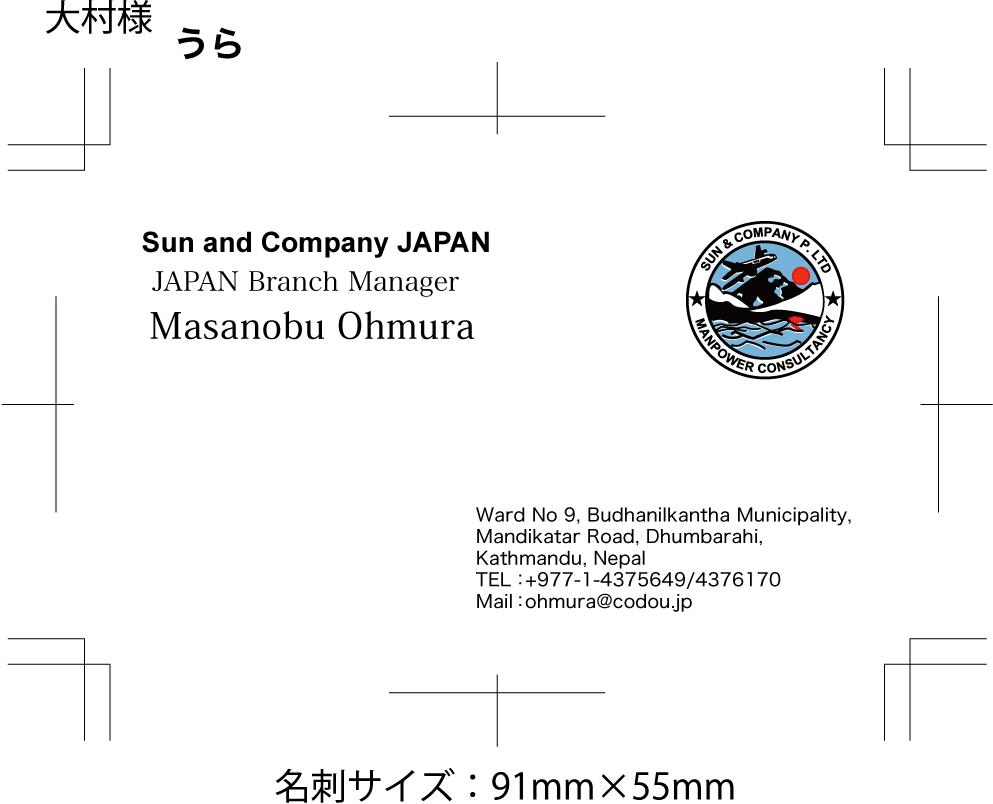 大村様
うら
Sun and Company JAPAN
JAPAN Branch Manager
Masanobu Ohmura
SUN & COMPANY P. LTD
MANPOWER CONSULTANCY
Ward No 9, Budhanilkantha Municipality,
Mandikatar Road, Dhumbarahi,
Kathmandu, Nepal
TEL：+977-1-4375649/4376170
Mail：ohmura@codou.jp
名刺サイズ：91mm×55mm